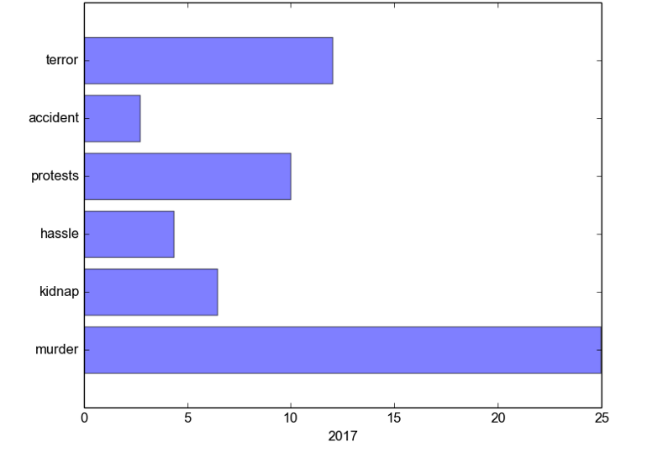 terror
accident
protests
hassle
kidnap
murder
0 5 10 15 20 25
2017